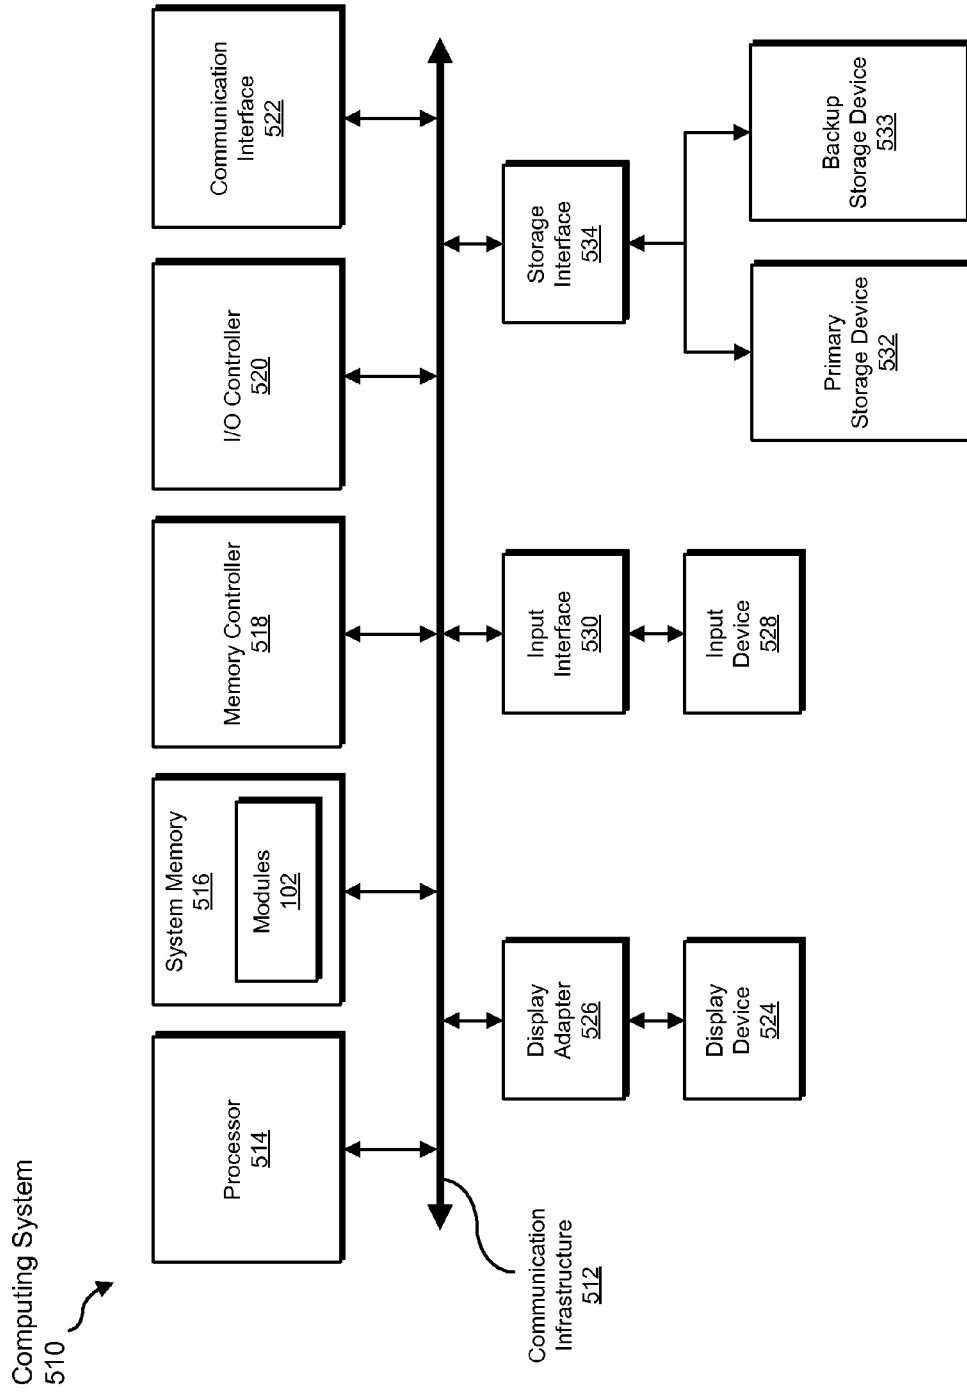 Computing System
510
Processor
514
System Memory
516
Modules
102
Memory Controller
518
I/O Controller
520
Communication
Interface
522
Communication
Infrastructure
512
Display
Adapter
526
Input
Interface
530
Storage
Interface
534
Display
Device
524
Input
Device
528
Primary
Storage Device
532
Backup
Storage Device
533